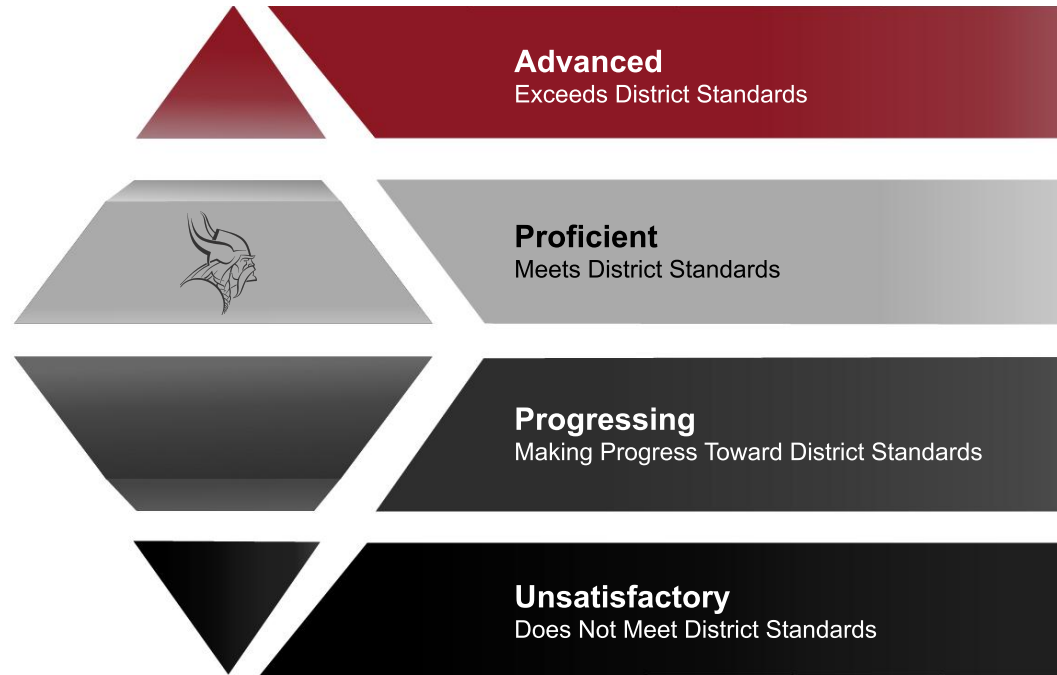 Advanced
Exceeds District Standards
Proficient
Meets District Standards
Progressing
Making Progress Toward District Standards
Unsatisfactory
Does Not Meet District Standards